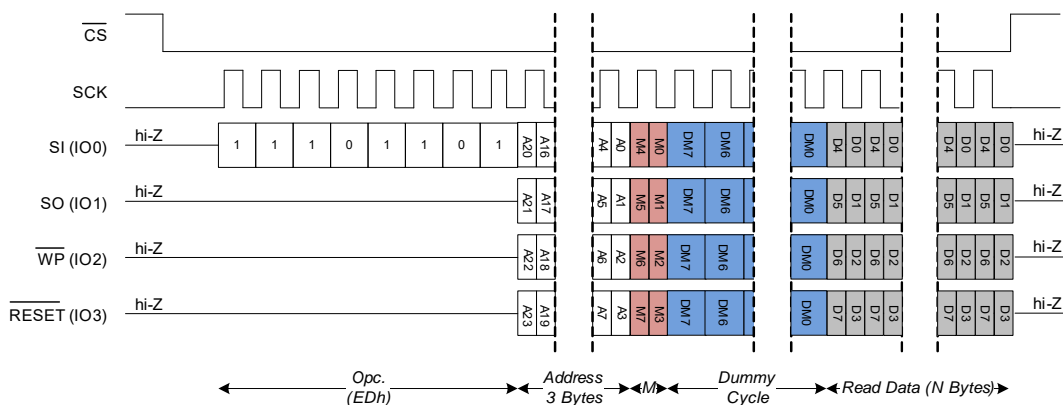 CS
SCK
SI (IO0) hi-Z 1 1 1 0 1 1 0 1 A20 A16 A4 A0 M4 M0 DM7 DM6 DM0 D4 D0 D4 D0 D4 D0 D4 D0 hi-Z
SO (IO1) hi-Z A21 A17 A5 A1 M5 M1 DM7 DM6 DM0 D5 D1 D5 D1 D5 D1 D5 D1 hi-Z
WP (IO2) hi-Z A22 A18 A6 A2 M6 M2 DM7 DM6 DM0 D6 D2 D6 D2 D6 D2 D6 D2 hi-Z
RESET (IO3) hi-Z A23 A19 A7 A3 M7 M3 DM7 DM6 DM0 D7 D3 D7 D3 D7 D3 D7 D3 hi-Z
Opc. Address M Dummy Read Data (N Bytes)
(EDh) 3 Bytes Cycle